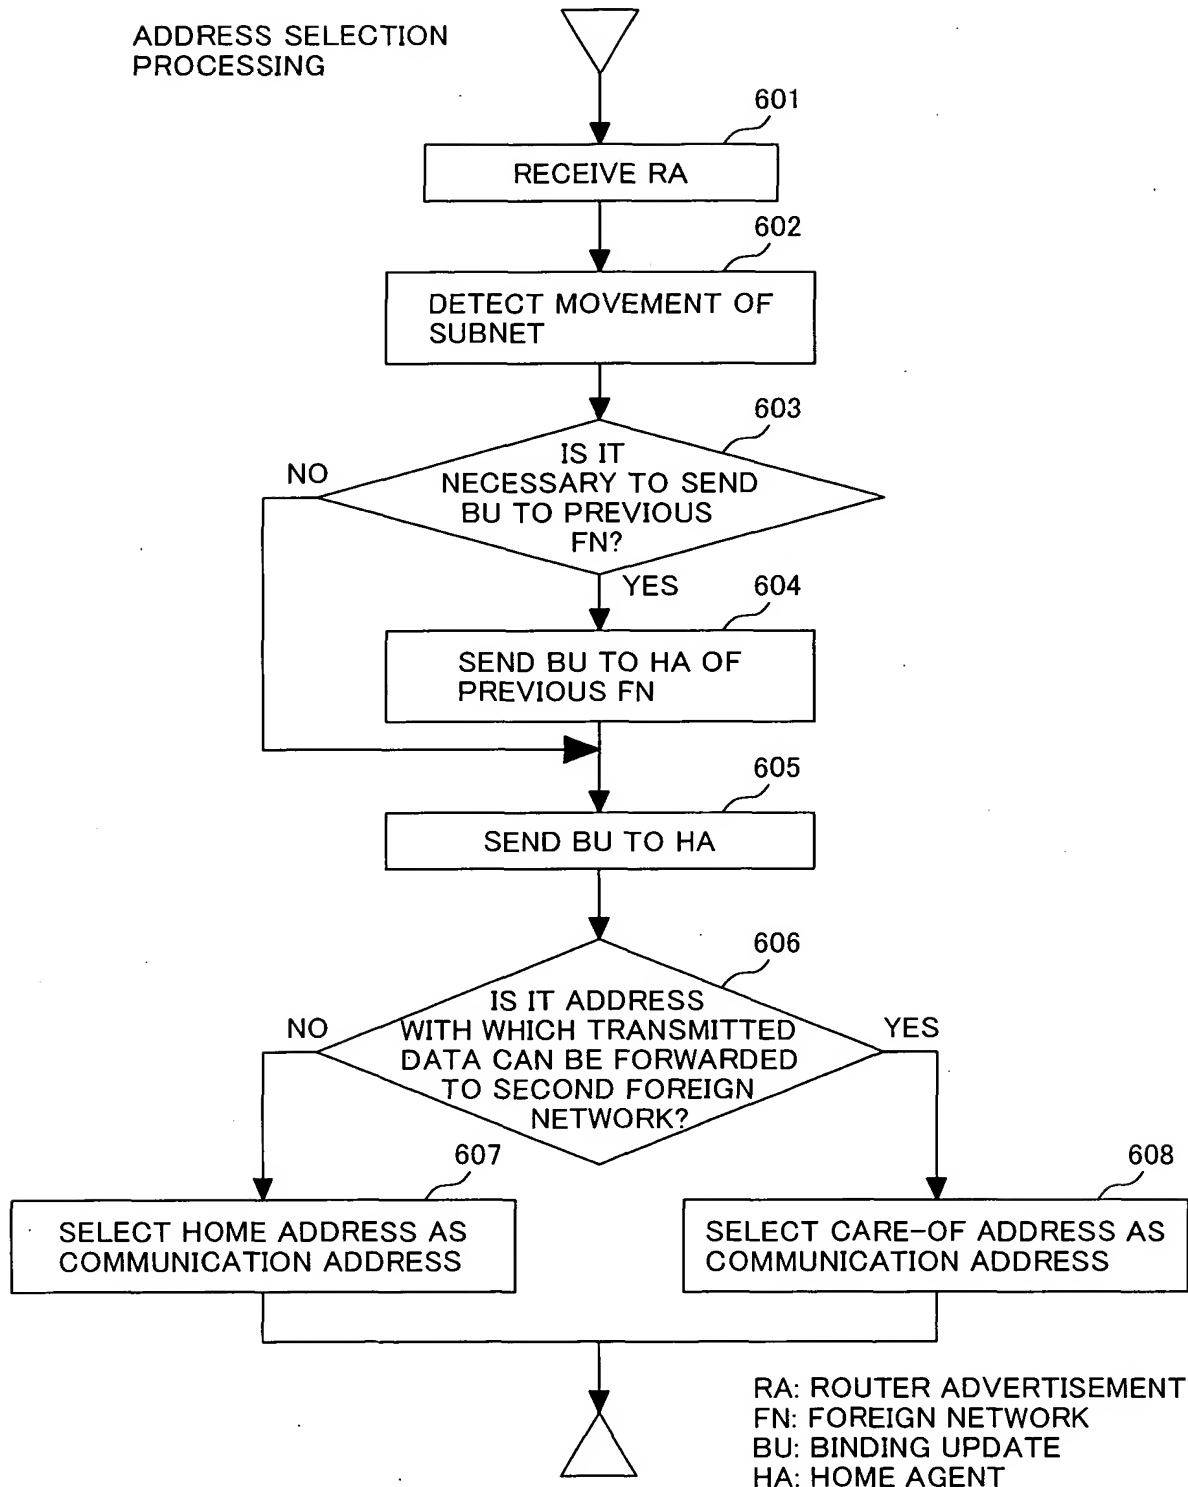 ADDRESS SELECTION
PROCESSING
601
RECEIVE RA
602
DETECT MOVEMENT OF
SUBNET
603
IS IT
NECESSARY TO SEND
BU TO PREVIOUS
FN?
NO
YES
604
SEND BU TO HA OF
PREVIOUS FN
605
SEND BU TO HA
606
IS IT ADDRESS
WITH WHICH TRANSMITTED
DATA CAN BE FORWARDED
TO SECOND FOREIGN
NETWORK?
NO
YES
607
SELECT HOME ADDRESS AS
COMMUNICATION ADDRESS
608
SELECT CARE-OF ADDRESS AS
COMMUNICATION ADDRESS
RA: ROUTER ADVERTISEMENT
FN: FOREIGN NETWORK
BU: BINDING UPDATE
HA: HOME AGENT